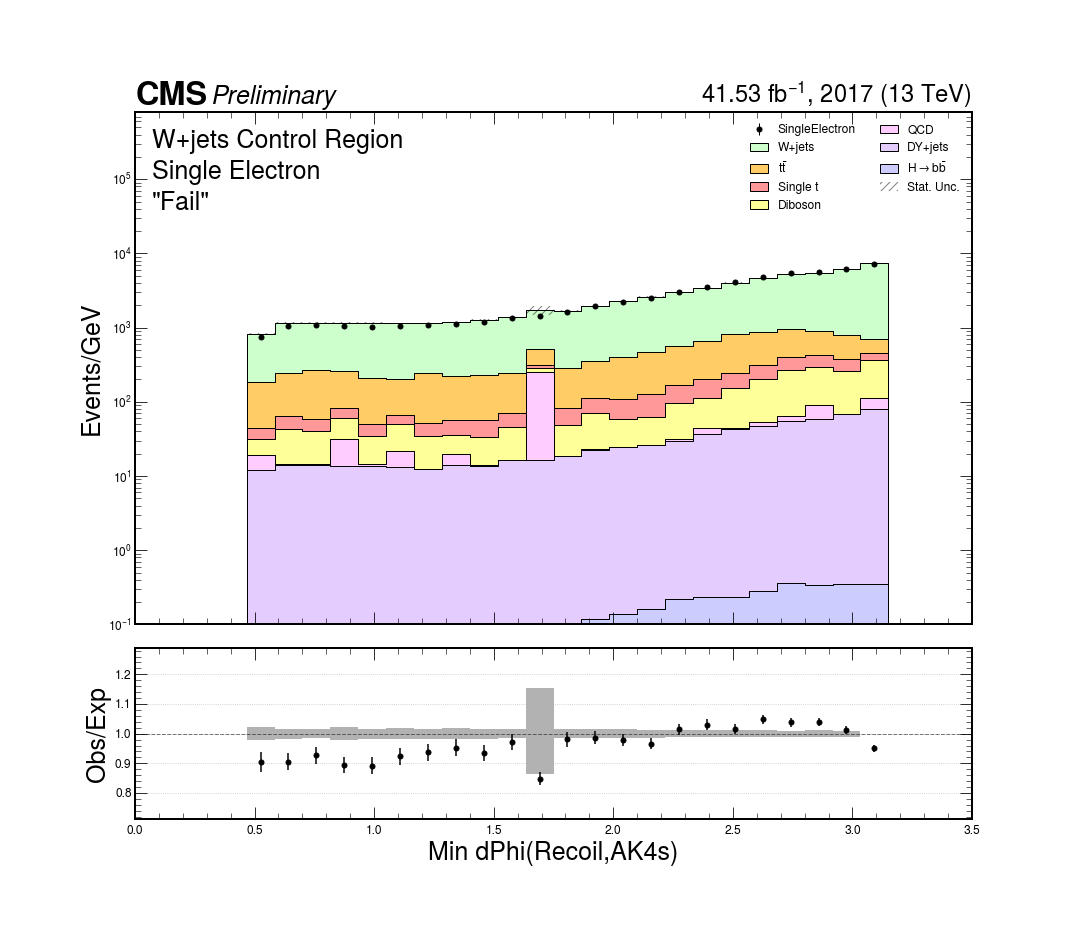 CMS Preliminary
41.53 fb⁻¹, 2017 (13 TeV)
W+jets Control Region
Single Electron
"Fail"
SingleElectron
W+jets
tt̄
Single t
Diboson
QCD
DY+jets
H→bb̄
Stat. Unc.
Events/GeV
10⁵
10⁴
10³
10²
10¹
10⁰
10⁻¹
Obs/Exp
1.2
1.1
1.0
0.9
0.8
0.0 0.5 1.0 1.5 2.0 2.5 3.0 3.5
Min dPhi(Recoil,AK4s)